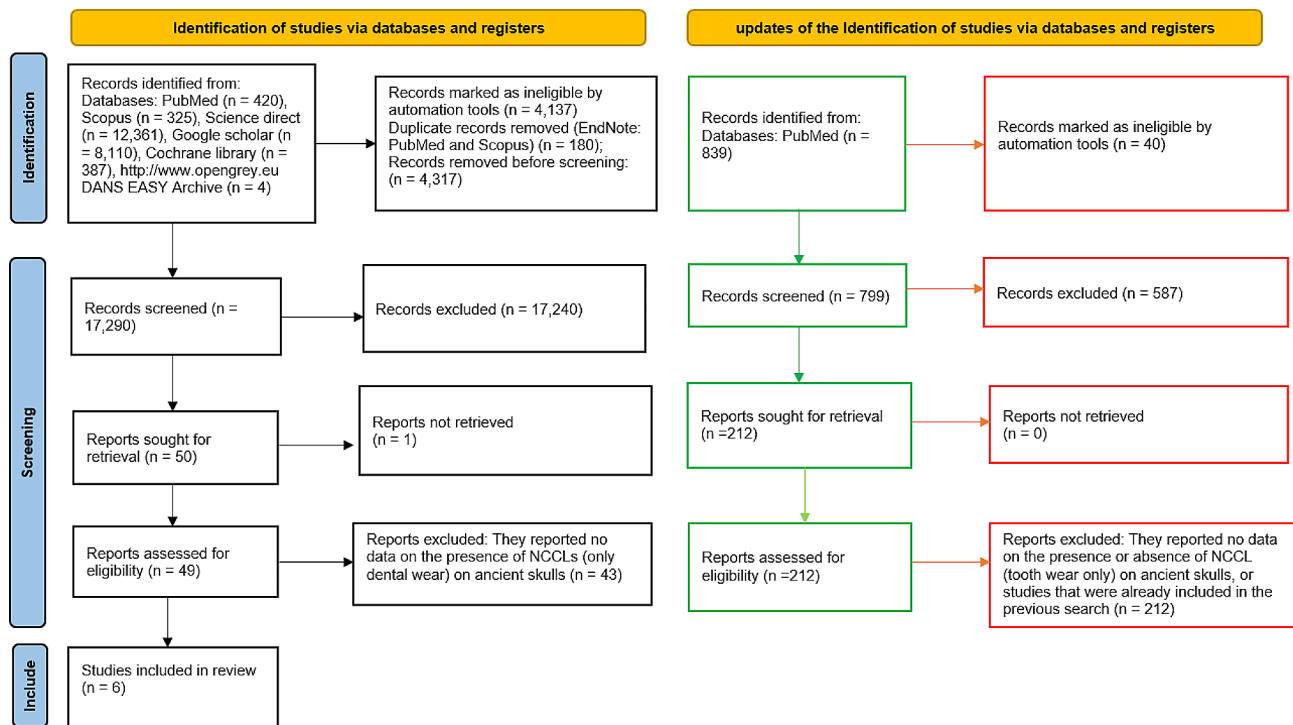 Identification of studies via databases and registers
updates of the Identification of studies via databases and registers
Identification
Records identified from:
Databases: PubMed (n = 420),
Scopus (n = 325), Science direct
(n = 12,361), Google scholar (n
= 8,110), Cochrane library (n =
387), http://www.opengrey.eu
DANS EASY Archive (n = 4)
Records marked as ineligible by
automation tools (n = 4,137)
Duplicate records removed (EndNote:
PubMed and Scopus) (n = 180);
Records removed before screening:
(n = 4,317)
Records identified from:
Databases: PubMed (n =
839)
Records marked as ineligible by
automation tools (n = 40)
Screening
Records screened (n =
17,290)
Records excluded (n = 17,240)
Records screened (n = 799)
Records excluded (n = 587)
Reports sought for
retrieval (n = 50)
Reports not retrieved
(n = 1)
Reports sought for retrieval
(n =212)
Reports not retrieved
(n = 0)
Reports assessed for
eligibility (n = 49)
Reports excluded: They reported no
data on the presence of NCCLs (only
dental wear) on ancient skulls (n = 43)
Reports assessed for
eligibility (n =212)
Reports excluded: They reported no data
on the presence or absence of NCCL
(tooth wear only) on ancient skulls, or
studies that were already included in the
previous search (n = 212)
Include
Studies included in review
(n = 6)